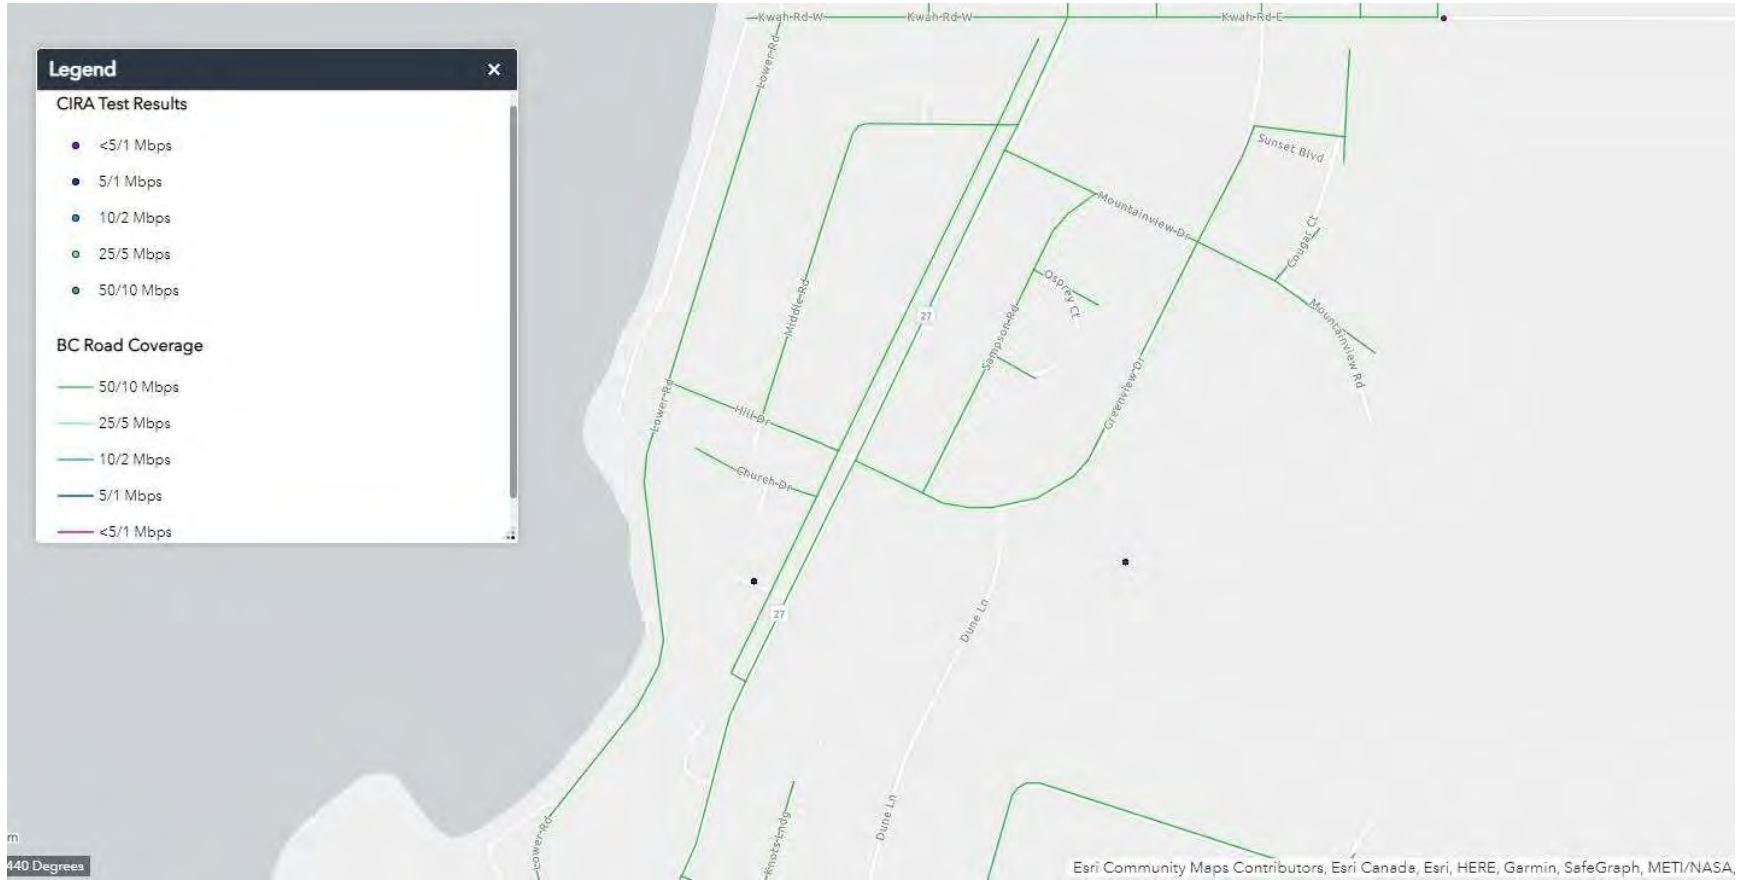 Kwah-Rd-W
Kwah-Rd-W
Kwah-Rd-E
Lower-Rd
Legend
CIRA Test Results
<5/1 Mbps
5/1 Mbps
10/2 Mbps
25/5 Mbps
50/10 Mbps
BC Road Coverage
50/10 Mbps
25/5 Mbps
10/2 Mbps
5/1 Mbps
<5/1 Mbps
Sunset Blvd
Mountainview-Dr
Cougar Ct
Osprey Ct
Middle-Rd
27
Sampson-Rd
Mountainview Rd
Greenview-Dr
Lower-Rd
Hill-Dr
Church-Dr
27
Dune Ln
Dune Ln
Knots-Lndg
Lower-Rd
m
440 Degrees
Esri Community Maps Contributors, Esri Canada, Esri, HERE, Garmin, SafeGraph, METI/NASA,